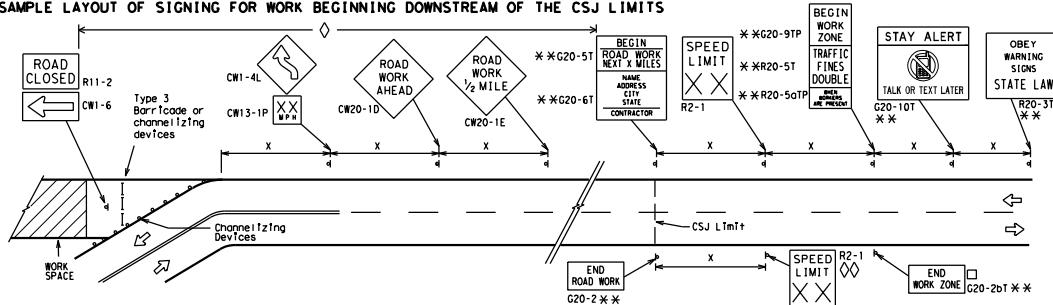 SAMPLE LAYOUT OF SIGNING FOR WORK BEGINNING DOWNSTREAM OF THE CSJ LIMITS
ROAD
CLOSED
R11-2
CW1-6
Type 3
Barricade or
channelizing
devices
CW1-4L
CW13-1P
XX
MPH
ROAD
WORK
AHEAD
CW20-1D
ROAD
WORK
1/2 MILE
CW20-1E
**G20-5T
**G20-6T
BEGIN
ROAD WORK
NEXT X MILES
NAME
ADDRESS
CITY
STATE
CONTRACTOR
SPEED
LIMIT
XX
R2-1
**G20-9TP
**R20-5T
**R20-5aTP
BEGIN
WORK
ZONE
TRAFFIC
FINES
DOUBLE
WHEN
WORKERS
ARE PRESENT
STAY ALERT
TALK OR TEXT LATER
G20-10T
**
OBEY
WARNING
SIGNS
STATE LAW
R20-3T
**
X
X
X
X
X
X
Channelizing
Devices
CSJ Limit
WORK
SPACE
END
ROAD WORK
G20-2 **
X
SPEED
LIMIT
XX
R2-1
END
WORK ZONE
G20-2bT **